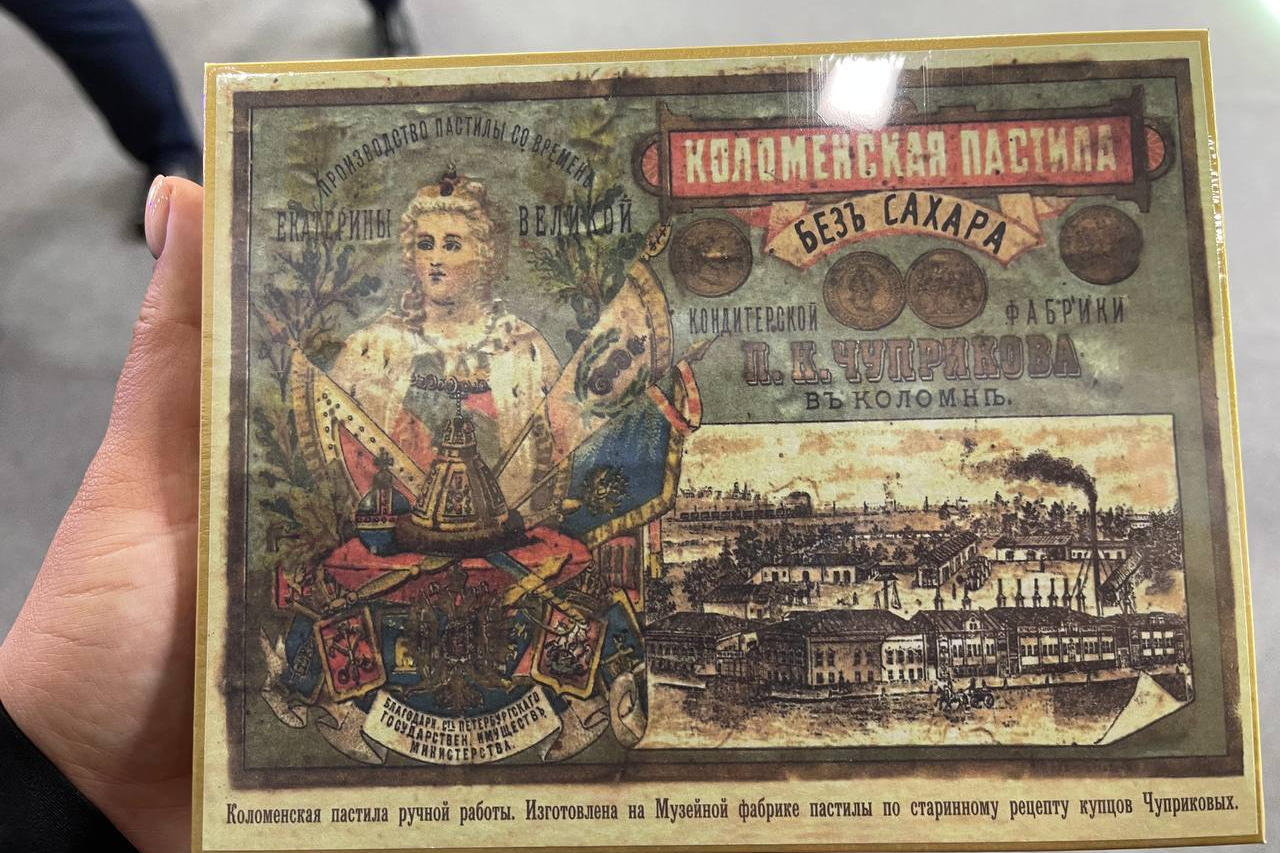 ПРОИЗВОДСТВО ПАСТИЛЫ СО ВРЕМЕНЪ
ЕКАТЕРИНЫ ВЕЛИКОЙ
КОЛОМЕНСКАЯ ПАСТИЛА
БЕЗЪ САХАРА
КОНДИТЕРСКОЙ ФАБРИКИ
П. К. ЧУПРИКОВА
ВЪ КОЛОМНѢ.
БЛАГОДАРН. СТЪ ПЕТЕРБУРГСКАГО
ГОСУДАРСТВЕН. ИМУЩЕСТВЪ
МИНИСТЕРСТВА.
Коломенская пастила ручной работы. Изготовлена на Музейной фабрике пастилы по старинному рецепту купцов Чуприковых.